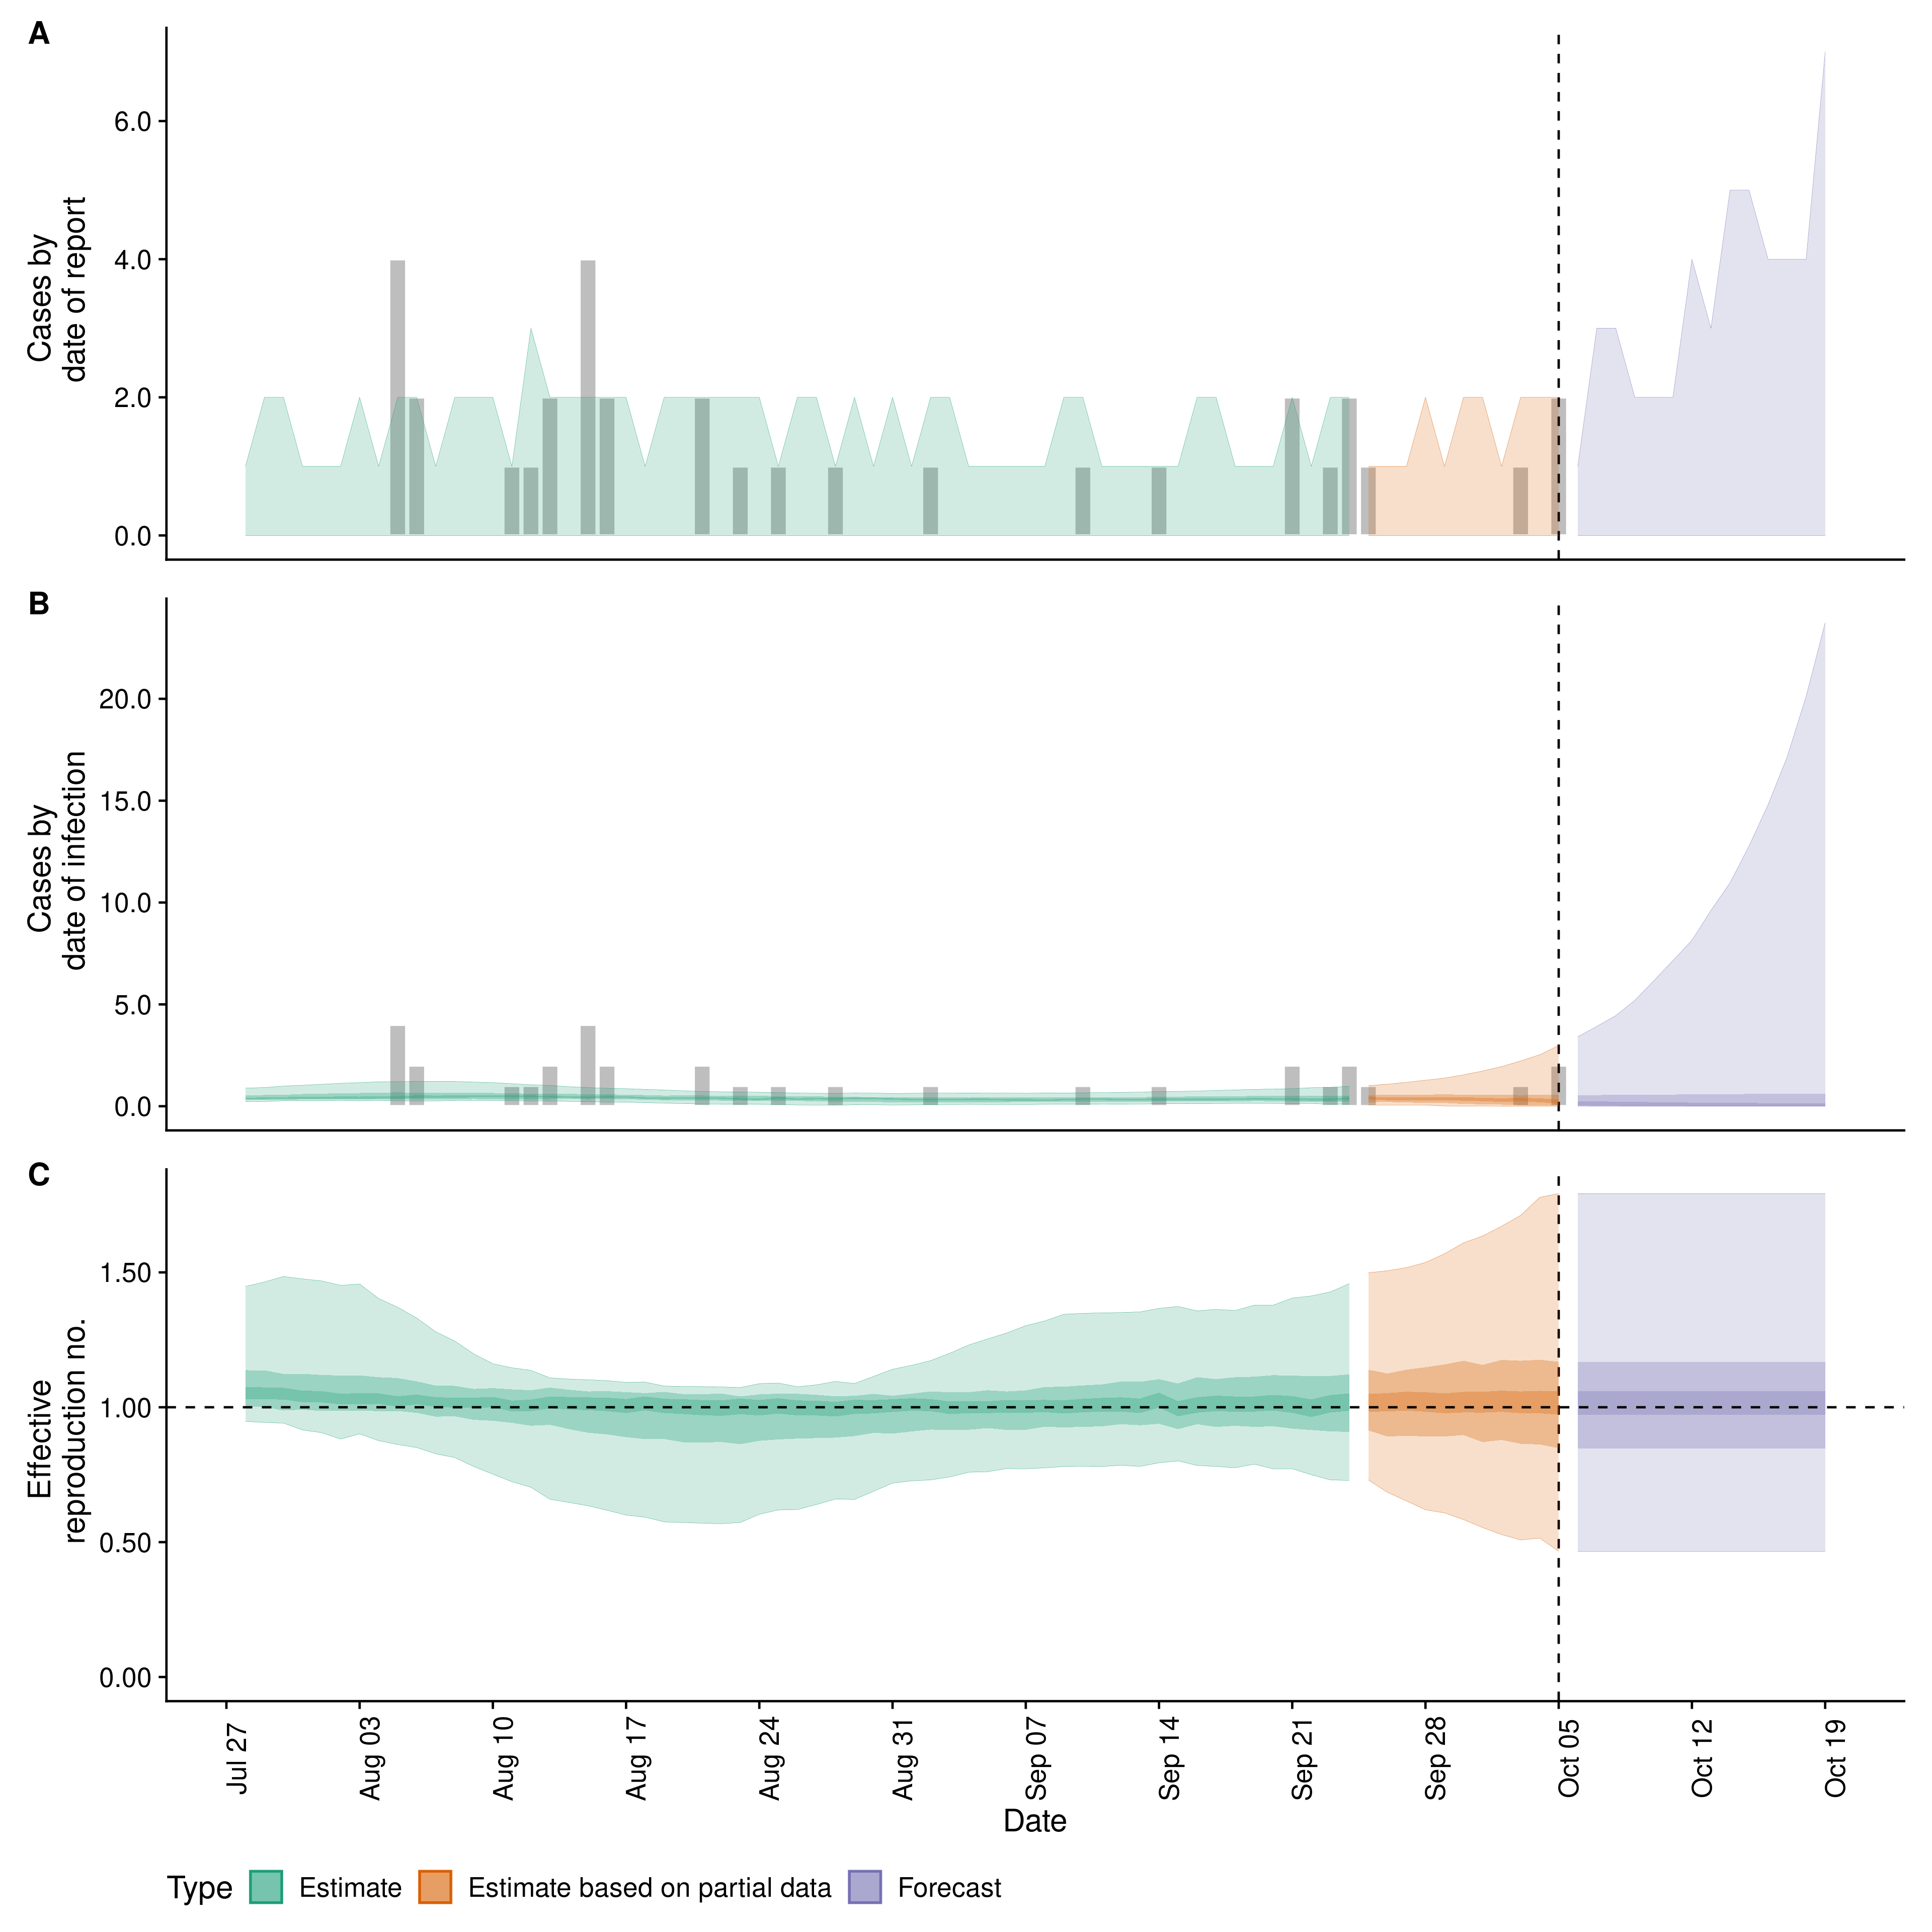 A
Cases by
date of report
6.0
4.0
2.0
0.0
B
Cases by
date of infection
20.0
15.0
10.0
5.0
0.0
C
Effective
reproduction no.
1.50
1.00
0.50
0.00
Jul 27
Aug 03
Aug 10
Aug 17
Aug 24
Aug 31
Sep 07
Sep 14
Sep 21
Sep 28
Oct 05
Oct 12
Oct 19
Date
Type Estimate Estimate based on partial data Forecast